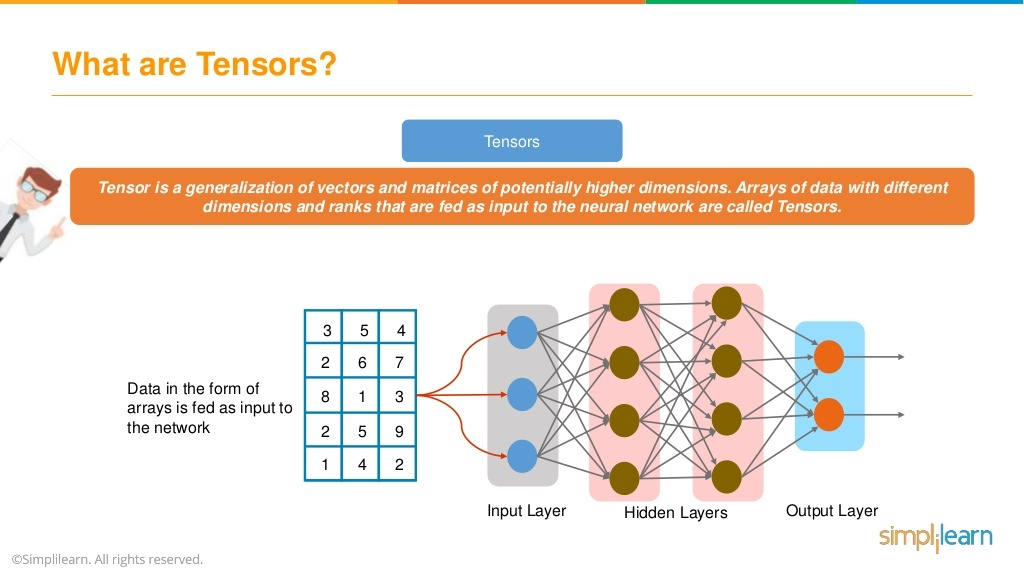 What are Tensors?
Tensors
Tensor is a generalization of vectors and matrices of potentially higher dimensions. Arrays of data with different
dimensions and ranks that are fed as input to the neural network are called Tensors.
3 5 4
2 6 7
8 1 3
2 5 9
1 4 2
Data in the form of
arrays is fed as input to
the network
Input Layer
Hidden Layers
Output Layer
simplilearn
©Simplilearn. All rights reserved.